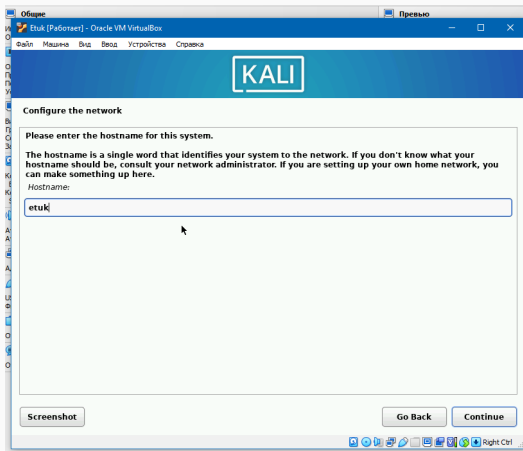 Общие
Превью
Etuk [Работает] - Oracle VM VirtualBox
Файл Машина Вид Ввод Устройства Справка
KALI
Configure the network
Please enter the hostname for this system.
The hostname is a single word that identifies your system to the network. If you don't know what your
hostname should be, consult your network administrator. If you are setting up your own home network, you
can make something up here.
Hostname:
etuk
Screenshot
Go Back
Continue
Right Ctrl